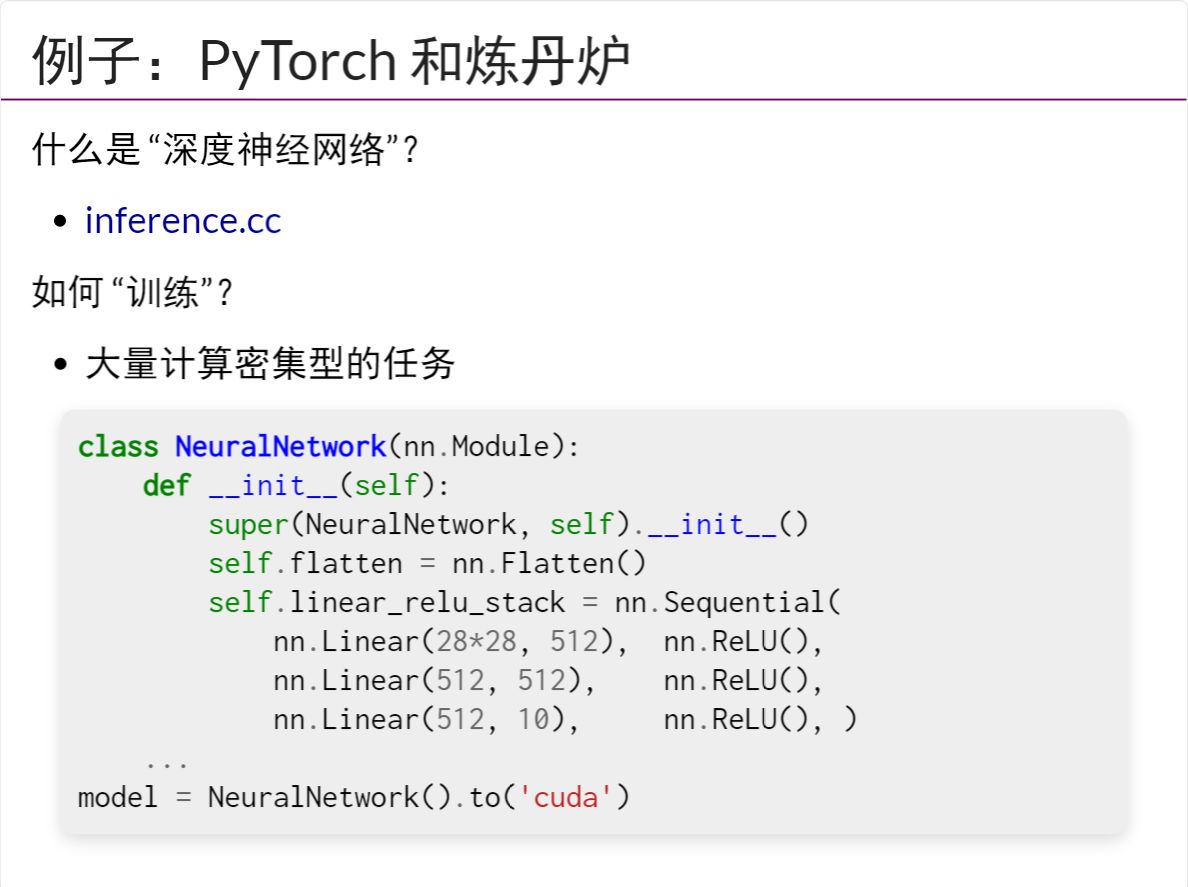 例子：PyTorch 和炼丹炉
什么是“深度神经网络”？
• inference.cc
如何“训练”？
• 大量计算密集型的任务
class NeuralNetwork(nn.Module):
    def __init__(self):
        super(NeuralNetwork, self).__init__()
        self.flatten = nn.Flatten()
        self.linear_relu_stack = nn.Sequential(
            nn.Linear(28*28, 512),  nn.ReLU(),
            nn.Linear(512, 512),    nn.ReLU(),
            nn.Linear(512, 10),     nn.ReLU(), )
    ...
model = NeuralNetwork().to('cuda')